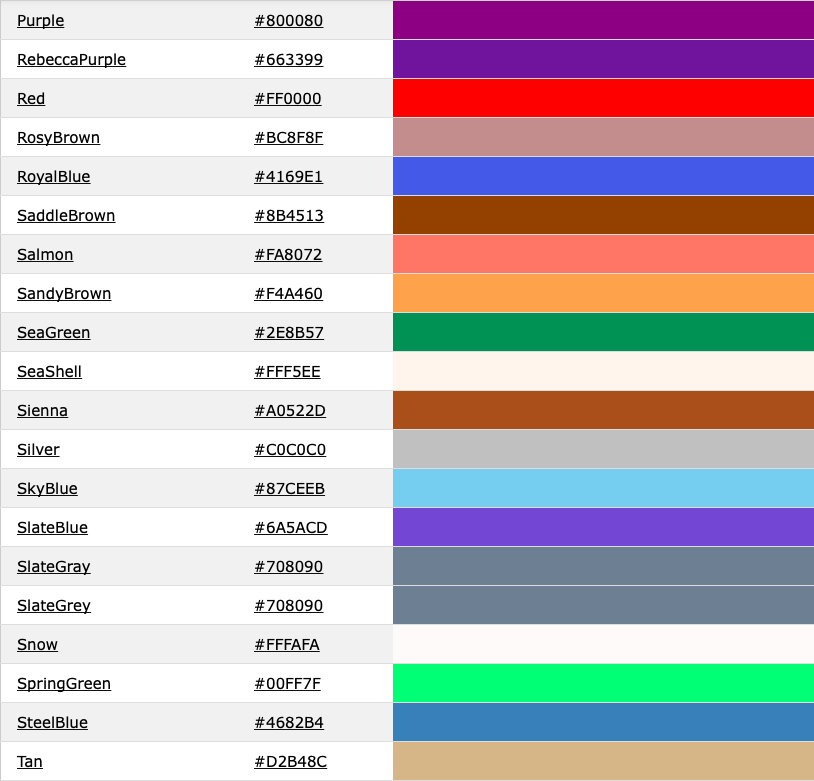 Purple #800080
RebeccaPurple #663399
Red #FF0000
RosyBrown #BC8F8F
RoyalBlue #4169E1
SaddleBrown #8B4513
Salmon #FA8072
SandyBrown #F4A460
SeaGreen #2E8B57
SeaShell #FFF5EE
Sienna #A0522D
Silver #C0C0C0
SkyBlue #87CEEB
SlateBlue #6A5ACD
SlateGray #708090
SlateGrey #708090
Snow #FFFAFA
SpringGreen #00FF7F
SteelBlue #4682B4
Tan #D2B48C